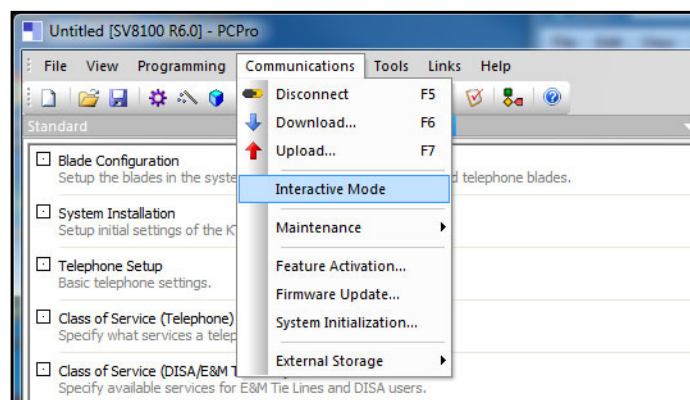 Untitled [SV8100 R6.0] - PCPro
File View Programming Communications Tools Links Help
Disconnect F5
Download... F6
Upload... F7
Interactive Mode
Maintenance
Feature Activation...
Firmware Update...
System Initialization...
External Storage
Standard
Blade Configuration
Setup the blades in the syste d telephone blades.
System Installation
Setup initial settings of the K
Telephone Setup
Basic telephone settings.
Class of Service (Telephone)
Specify what services a telep
Class of Service (DISA/E&M T
Specify available services for E&M Tie Lines and DISA users.